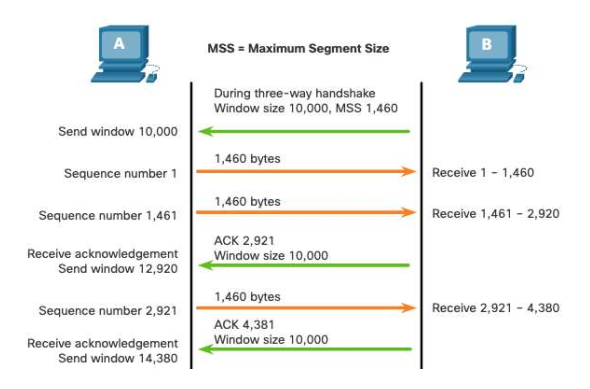 A
MSS = Maximum Segment Size
B
During three-way handshake
Window size 10,000, MSS 1,460
Send window 10,000
1,460 bytes
Sequence number 1
Receive 1 - 1,460
1,460 bytes
Sequence number 1,461
Receive 1,461 - 2,920
ACK 2,921
Window size 10,000
Receive acknowledgement
Send window 12,920
1,460 bytes
Sequence number 2,921
Receive 2,921 - 4,380
ACK 4,381
Window size 10,000
Receive acknowledgement
Send window 14,380